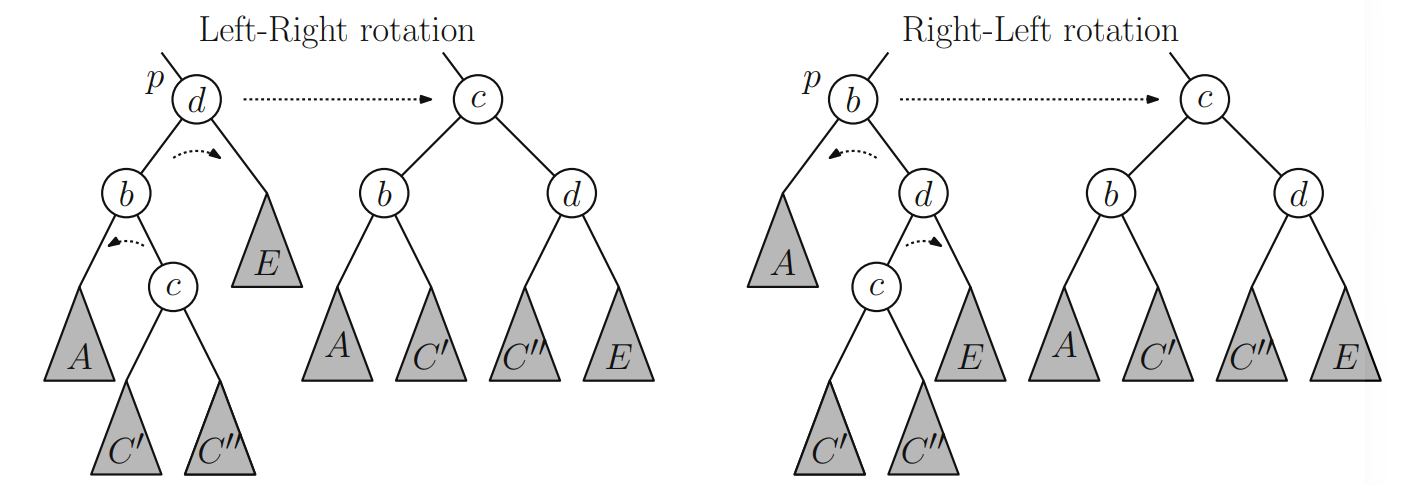 Left-Right rotation
Right-Left rotation
p d c
p b c
b b d
d b d
E
A
c
c
A
A C′ C″ E
E
A C′ C″ E
C′ C″
C′ C″